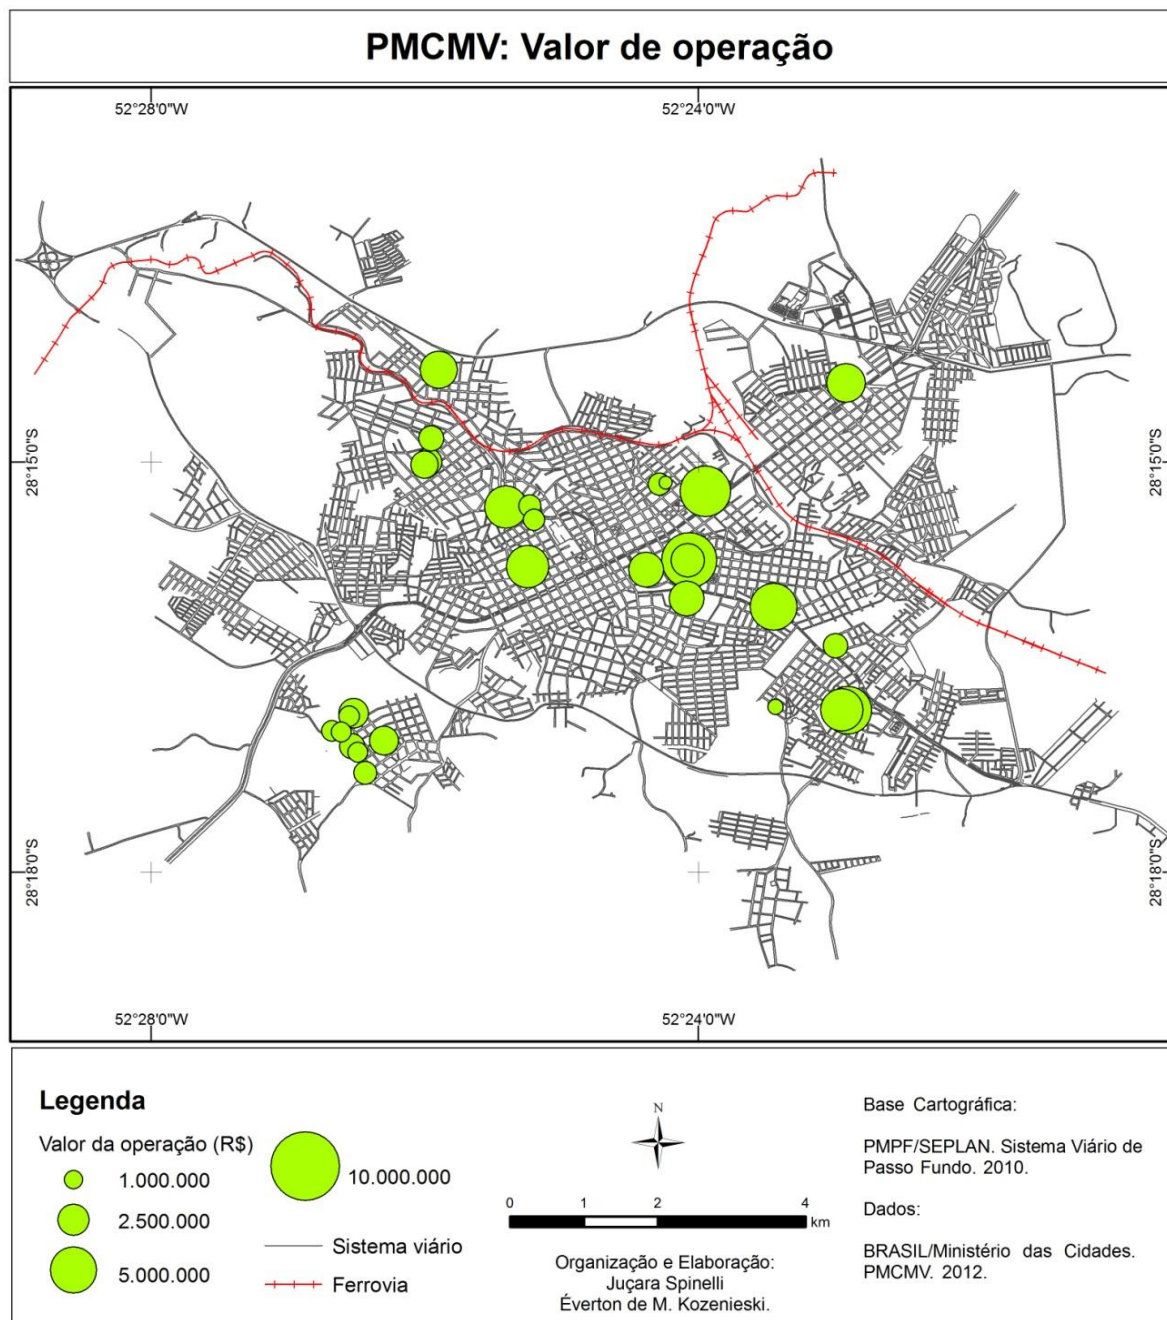 PMCMV: Valor de operação
52°28'0"W
52°24'0"W
28°15'0"S
28°15'0"S
28°18'0"S
28°18'0"S
52°28'0"W
52°24'0"W
Legenda
Valor da operação (R$)
1.000.000
2.500.000
5.000.000
10.000.000
Sistema viário
Ferrovia
N
0 1 2 4
km
Organização e Elaboração:
Juçara Spinelli
Éverton de M. Kozenieski.
Base Cartográfica:
PMPF/SEPLAN. Sistema Viário de
Passo Fundo. 2010.
Dados:
BRASIL/Ministério das Cidades.
PMCMV. 2012.